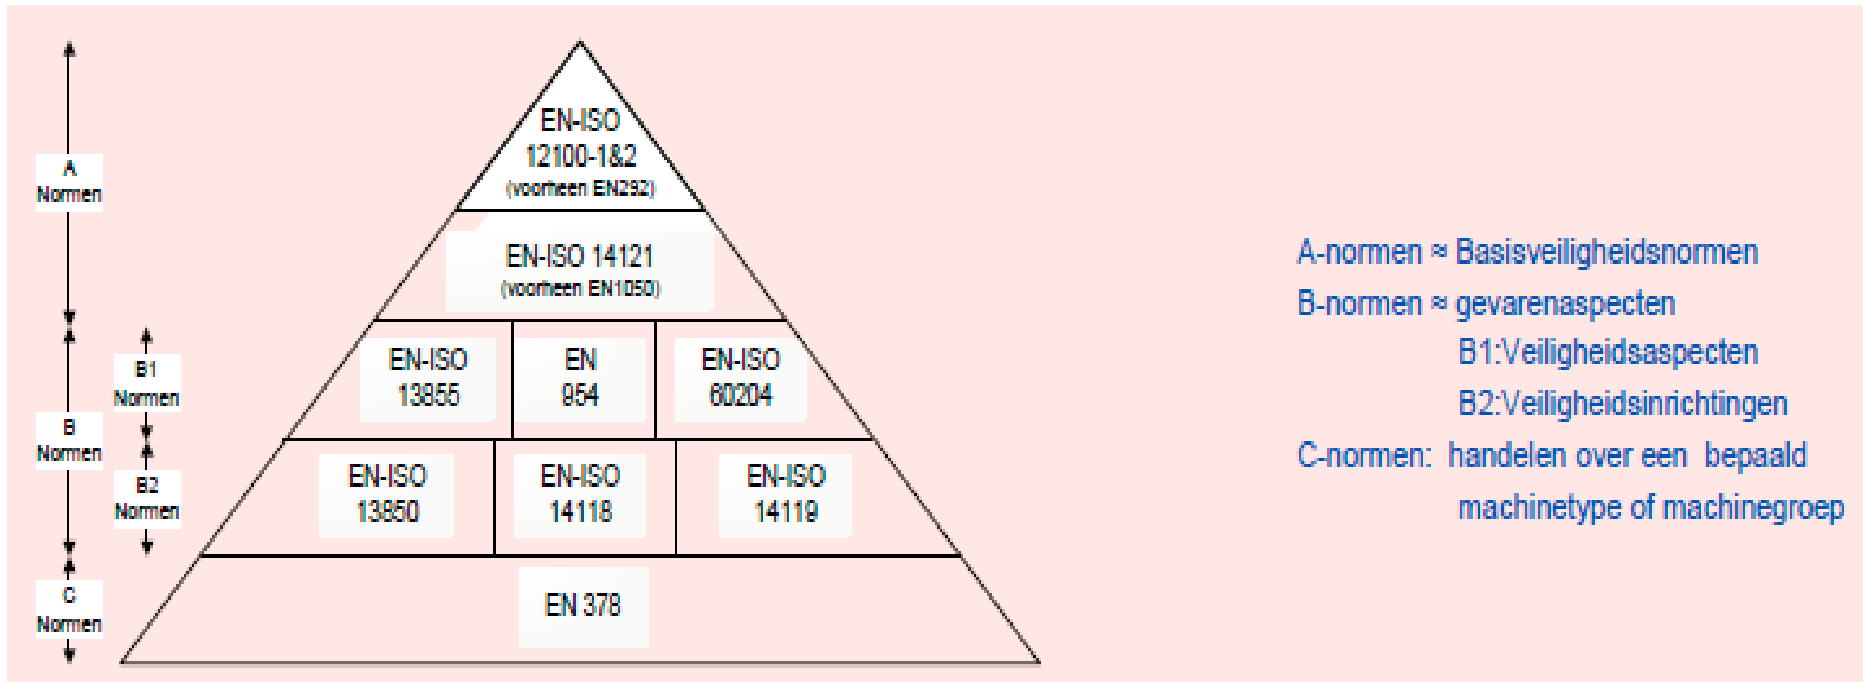 A
Normen
B
Normen
B1
Normen
B2
Normen
C
Normen
EN-ISO
12100-1&2
(voorheen EN292)
EN-ISO 14121
(voorheen EN1050)
EN-ISO
13855
EN
954
EN-ISO
60204
EN-ISO
13850
EN-ISO
14118
EN-ISO
14119
EN 378
A-normen ≈ Basisveiligheidsnormen
B-normen ≈ gevarenaspecten
B1:Veiligheidsaspecten
B2:Veiligheidsinrichtingen
C-normen: handelen over een bepaald
machinetype of machinegroep